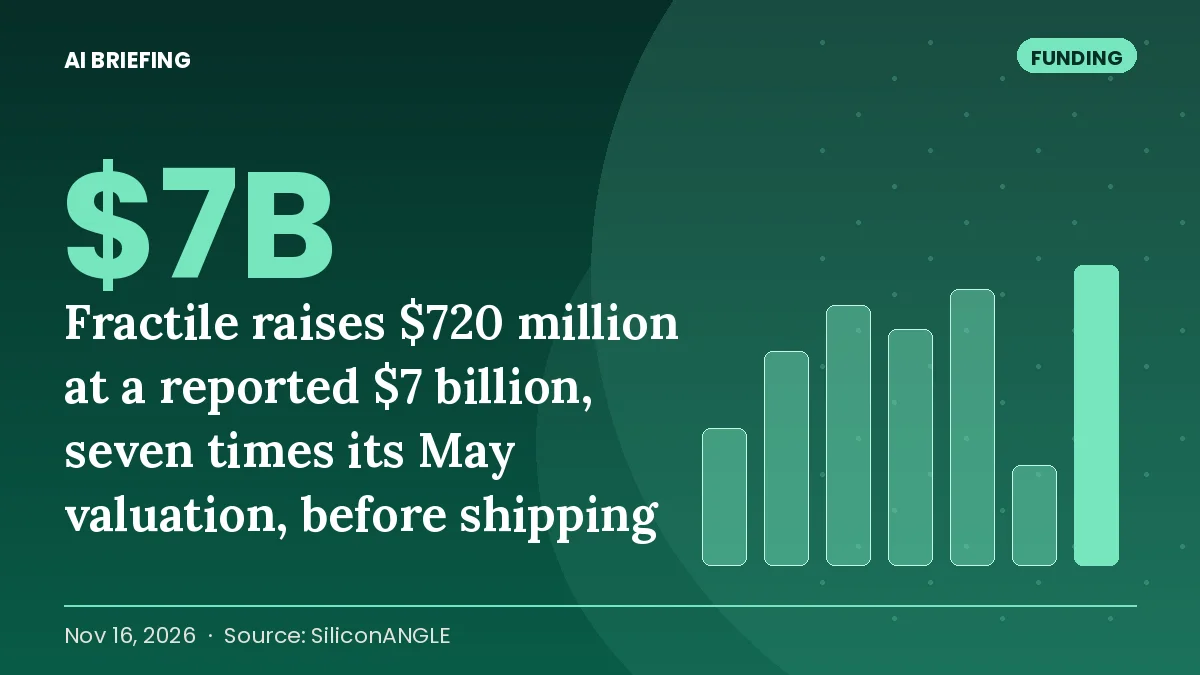 AI BRIEFING
FUNDING
$7B
Fractile raises $720 million
at a reported $7 billion,
seven times its May
valuation, before shipping
Nov 16, 2026 · Source: SiliconANGLE